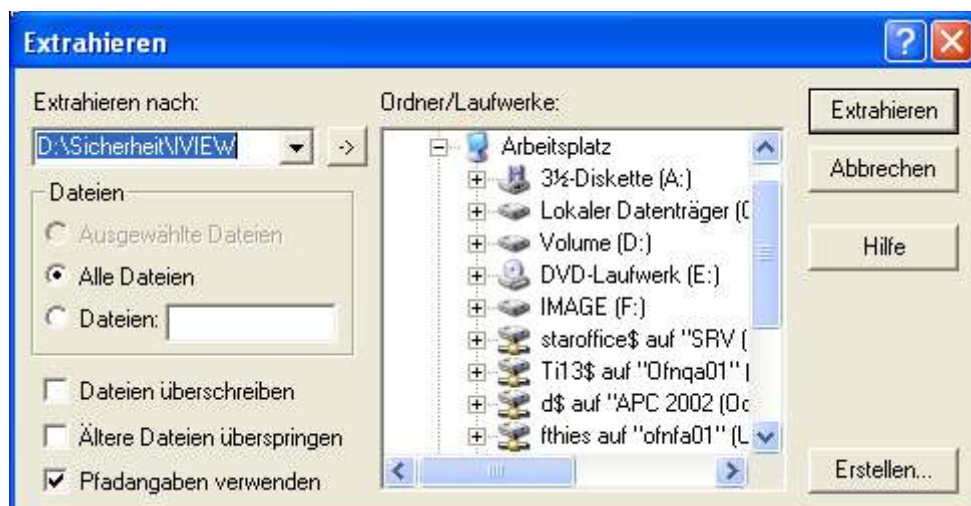 Extrahieren
Extrahieren nach:
D:\Sicherheit\IVIEW
->
Dateien
Ausgewählte Dateien
Alle Dateien
Dateien:
Dateien überschreiben
Ältere Dateien überspringen
Pfadangaben verwenden
Ordner/Laufwerke:
Arbeitsplatz
3½-Diskette (A:)
Lokaler Datenträger (C
Volume (D:)
DVD-Laufwerk (E:)
IMAGE (F:)
staroffice$ auf "SRV (
Ti13$ auf "Ofnqa01" (
d$ auf "APC 2002 (Oc
fthies auf "ofnfa01" (L
Extrahieren
Abbrechen
Hilfe
Erstellen...